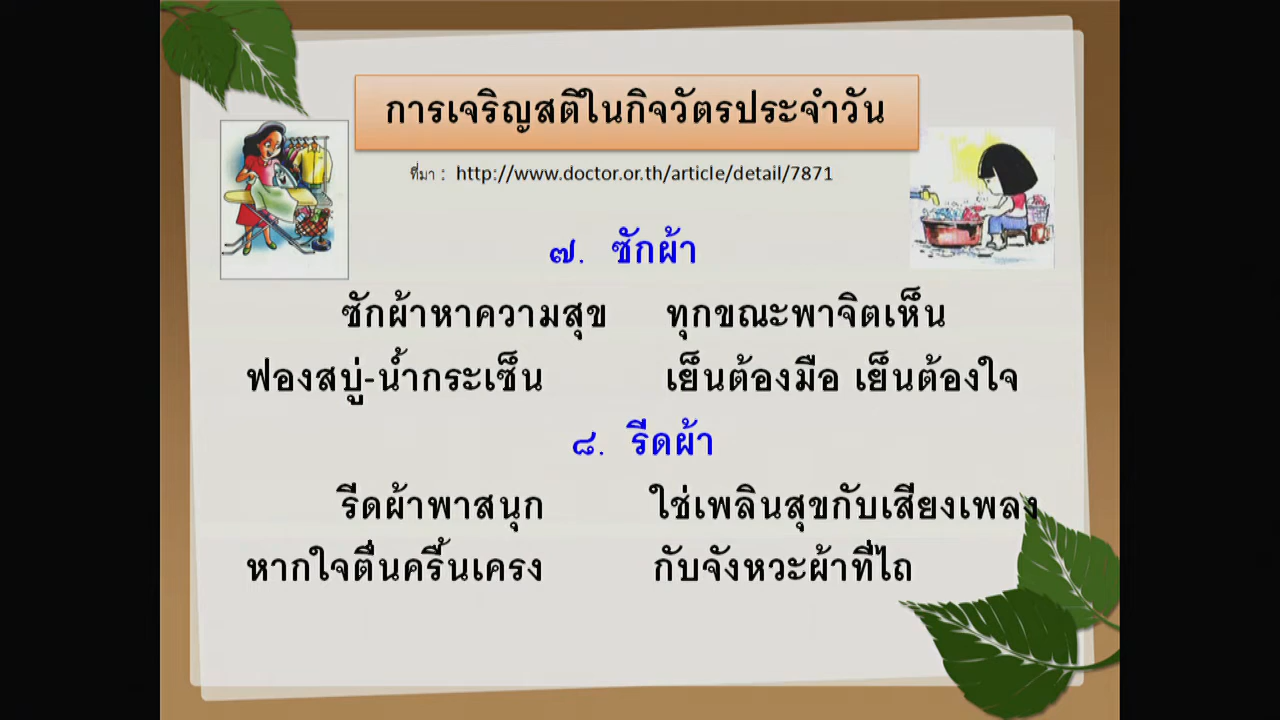 การเจริญสติในกิจวัตรประจำวัน
ที่มา : http://www.doctor.or.th/article/detail/7871
๗. ซักผ้า
ซักผ้าหาความสุข ทุกขณะพาจิตเห็น
ฟองสบู่-น้ำกระเซ็น เย็นต้องมือ เย็นต้องใจ
๘. รีดผ้า
รีดผ้าพาสนุก ใช่เพลินสุขกับเสียงเพลง
หากใจตื่นครื้นเครง กับจังหวะผ้าที่ไถ